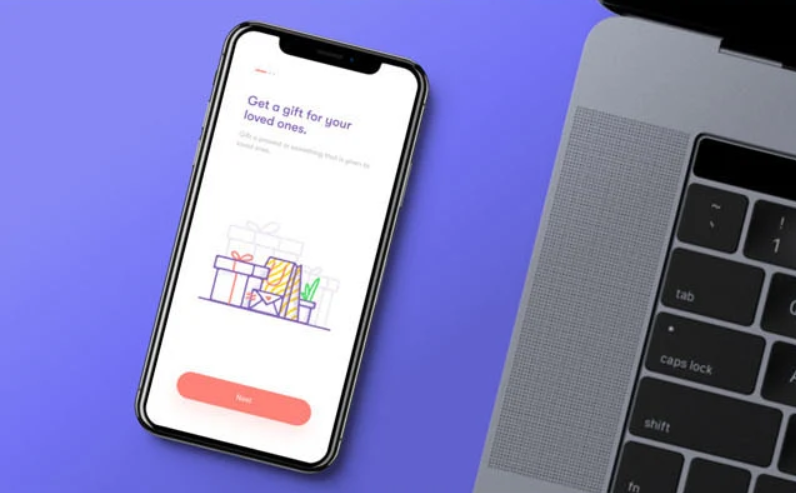 Get a gift for your
loved ones.
Gift a present or something that is given to
loved ones.
Next
~
`
!
1
tab
caps lock
shift
fn